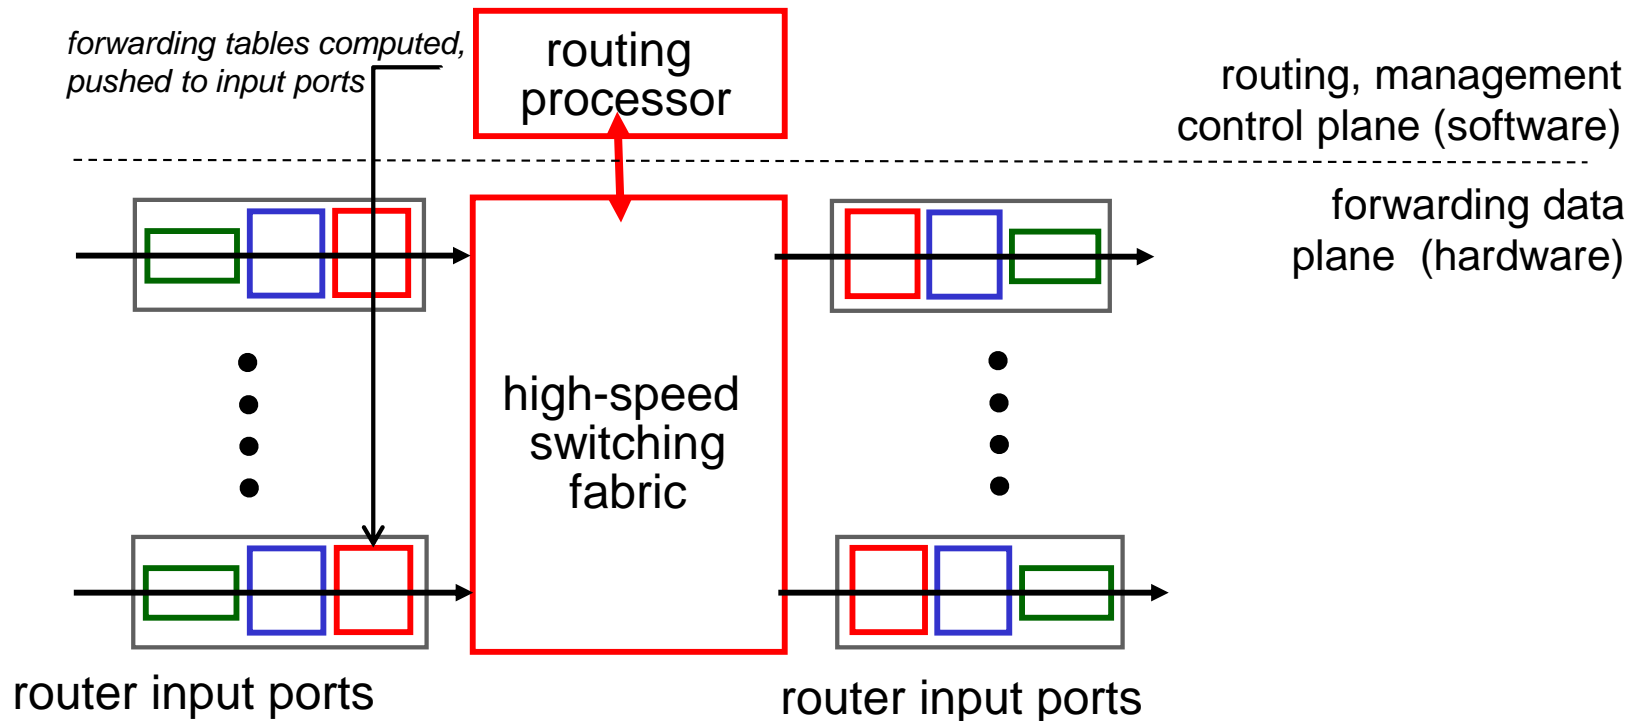 forwarding tables computed,
pushed to input ports
routing
processor
routing, management
control plane (software)
forwarding data
plane (hardware)
high-speed
switching
fabric
router input ports
router input ports